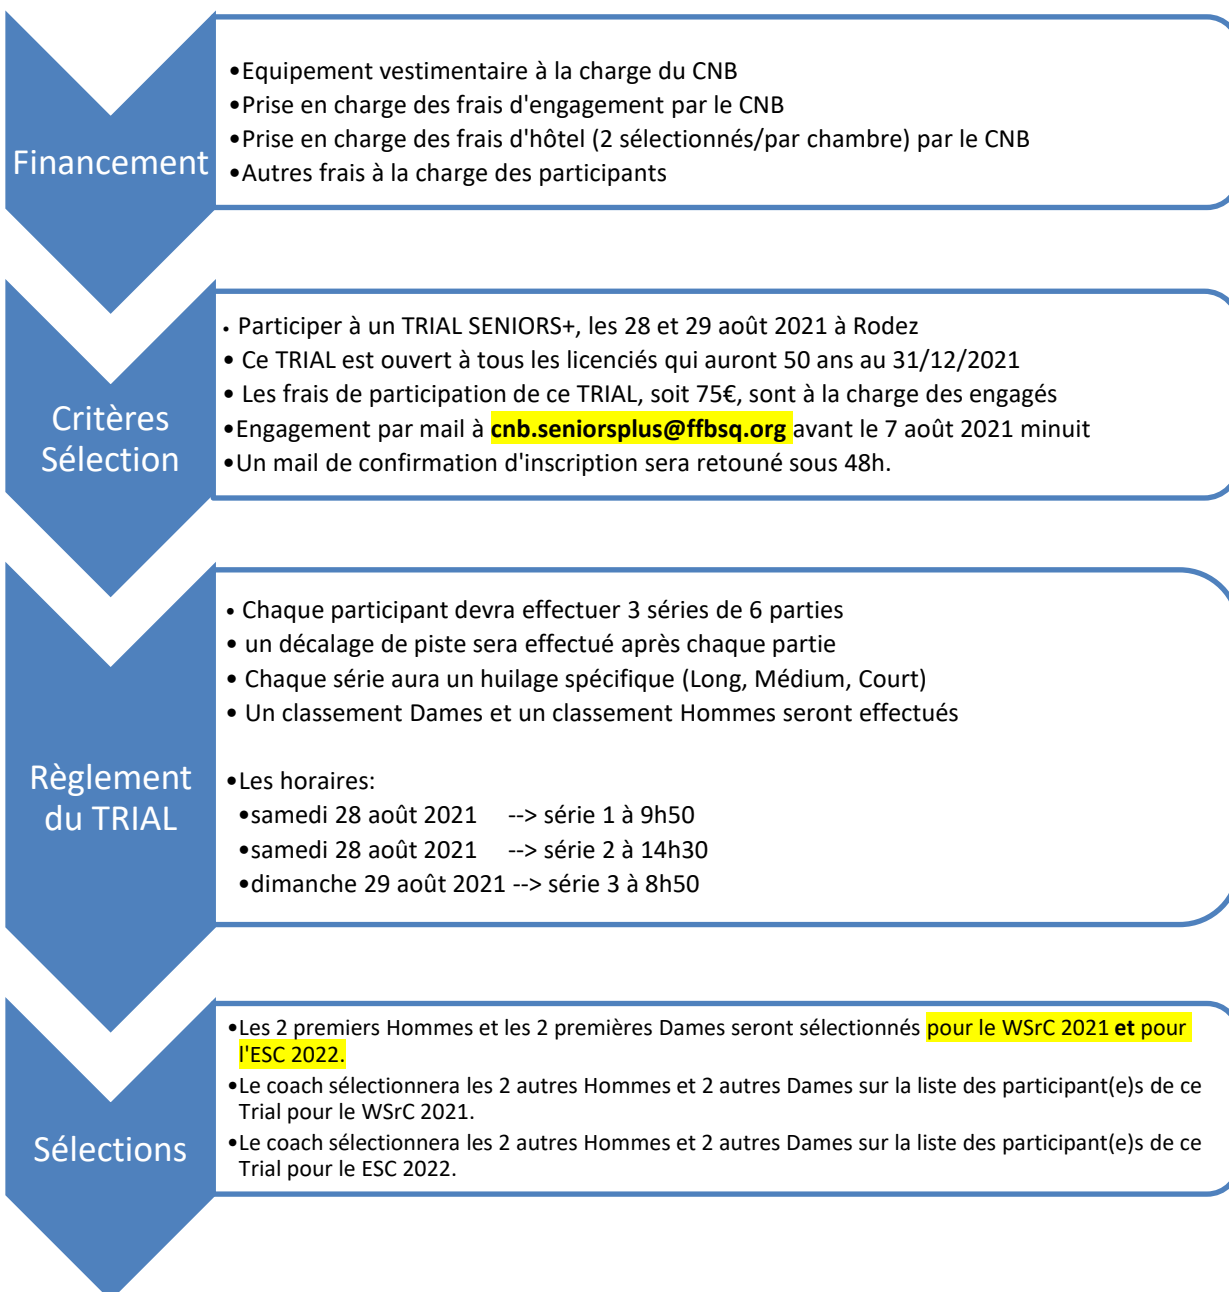 Financement
•Equipement vestimentaire à la charge du CNB
•Prise en charge des frais d'engagement par le CNB
•Prise en charge des frais d'hôtel (2 sélectionnés/par chambre) par le CNB
•Autres frais à la charge des participants
Critères
Sélection
• Participer à un TRIAL SENIORS+, les 28 et 29 août 2021 à Rodez
• Ce TRIAL est ouvert à tous les licenciés qui auront 50 ans au 31/12/2021
• Les frais de participation de ce TRIAL, soit 75€, sont à la charge des engagés
•Engagement par mail à cnb.seniorsplus@ffbsq.org avant le 7 août 2021 minuit
•Un mail de confirmation d'inscription sera retouné sous 48h.
Règlement
du TRIAL
• Chaque participant devra effectuer 3 séries de 6 parties
• un décalage de piste sera effectué après chaque partie
• Chaque série aura un huilage spécifique (Long, Médium, Court)
• Un classement Dames et un classement Hommes seront effectués
•Les horaires:
•samedi 28 août 2021 --> série 1 à 9h50
•samedi 28 août 2021 --> série 2 à 14h30
•dimanche 29 août 2021 --> série 3 à 8h50
Sélections
•Les 2 premiers Hommes et les 2 premières Dames seront sélectionnés pour le WSrC 2021 et pour
l'ESC 2022.
•Le coach sélectionnera les 2 autres Hommes et 2 autres Dames sur la liste des participant(e)s de ce
Trial pour le WSrC 2021.
•Le coach sélectionnera les 2 autres Hommes et 2 autres Dames sur la liste des participant(e)s de ce
Trial pour le ESC 2022.